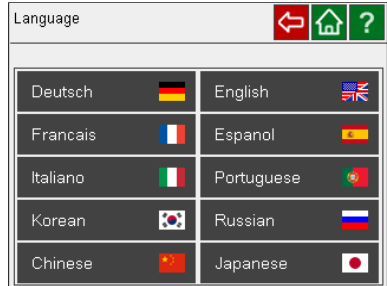 Language
?
Deutsch English
Francais Espanol
Italiano Portuguese
Korean Russian
Chinese Japanese